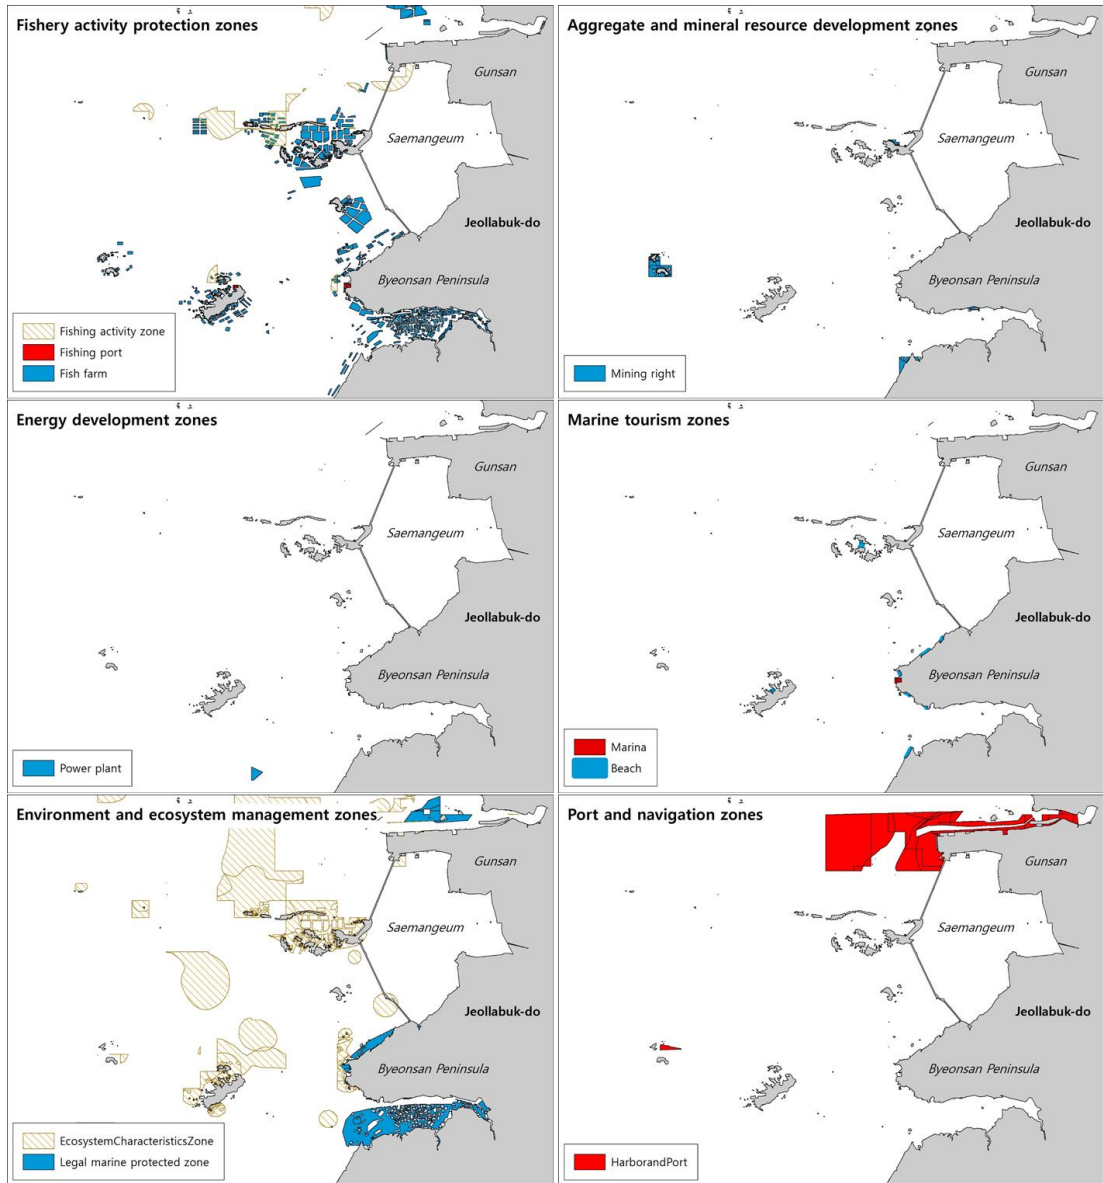 Fishery activity protection zones
Gunsan
Saemangeum
Jeollabuk-do
Byeonsan Peninsula
Fishing activity zone
Fishing port
Fish farm
Aggregate and mineral resource development zones
Gunsan
Saemangeum
Jeollabuk-do
Byeonsan Peninsula
Mining right
Energy development zones
Gunsan
Saemangeum
Jeollabuk-do
Byeonsan Peninsula
Power plant
Marine tourism zones
Gunsan
Saemangeum
Jeollabuk-do
Byeonsan Peninsula
Marina
Beach
Environment and ecosystem management zones
Gunsan
Saemangeum
Jeollabuk-do
Byeonsan Peninsula
EcosystemCharacteristicsZone
Legal marine protected zone
Port and navigation zones
Gunsan
Saemangeum
Jeollabuk-do
Byeonsan Peninsula
HarborandPort